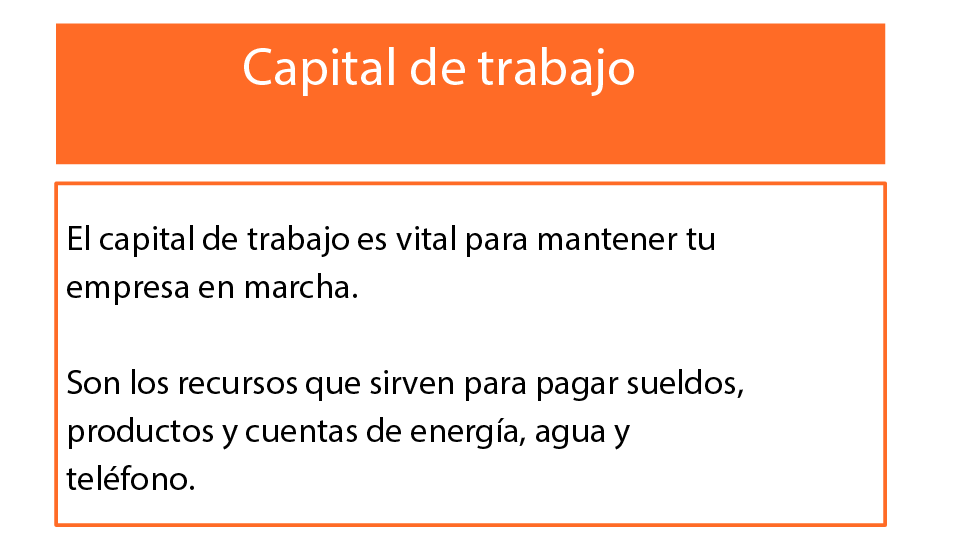 Capital de trabajo
El capital de trabajo es vital para mantener tu
empresa en marcha.
Son los recursos que sirven para pagar sueldos,
productos y cuentas de energía, agua y
teléfono.